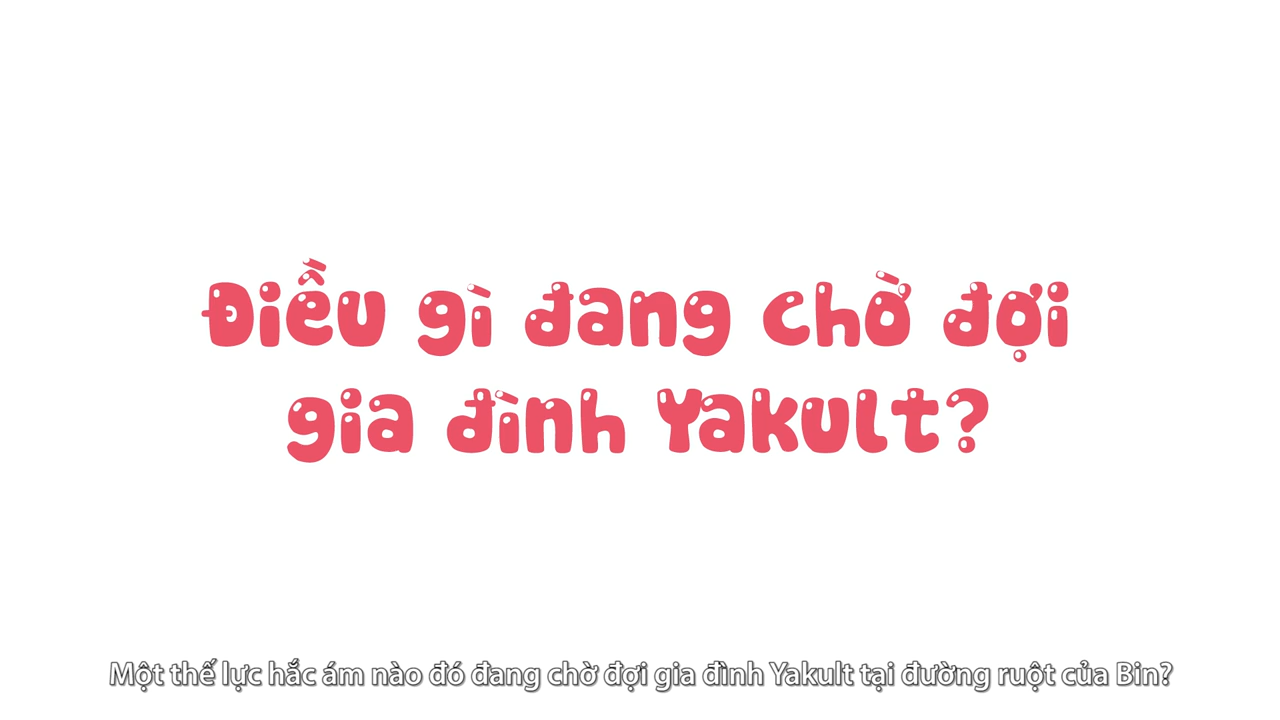 Điều gì đang chờ đợi
gia đình Yakult?
Một thế lực hắc ám nào đó đang chờ đợi gia đình Yakult tại đường ruột của Bin?